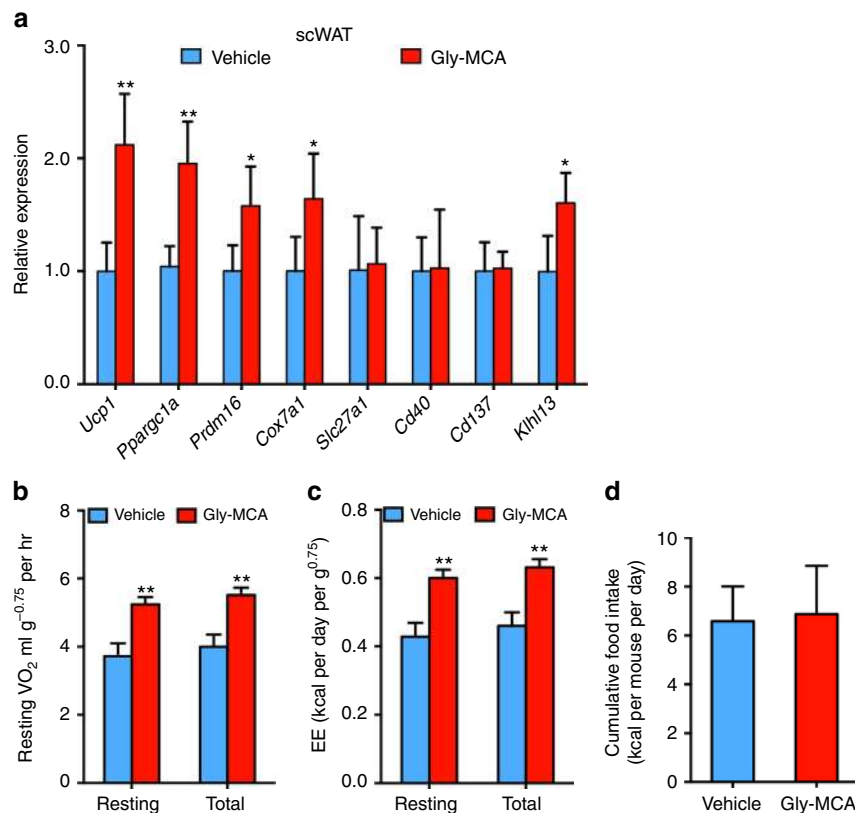 a
scWAT
Vehicle Gly-MCA
Relative expression
3.0
2.0
1.0
0.0
** ** * * *
Ucp1 Ppargc1a Prdm16 Cox7a1 Slc27a1 Cd40 Cd137 Klhl13
b
Vehicle Gly-MCA
Resting VO2 ml g–0.75 per hr
8
6
4
2
0
** **
Resting Total
c
Vehicle Gly-MCA
EE (kcal per day per g0.75)
0.8
0.6
0.4
0.2
0.0
** **
Resting Total
d
Cumulative food intake
(kcal per mouse per day)
10
8
6
4
2
0
Vehicle Gly-MCA